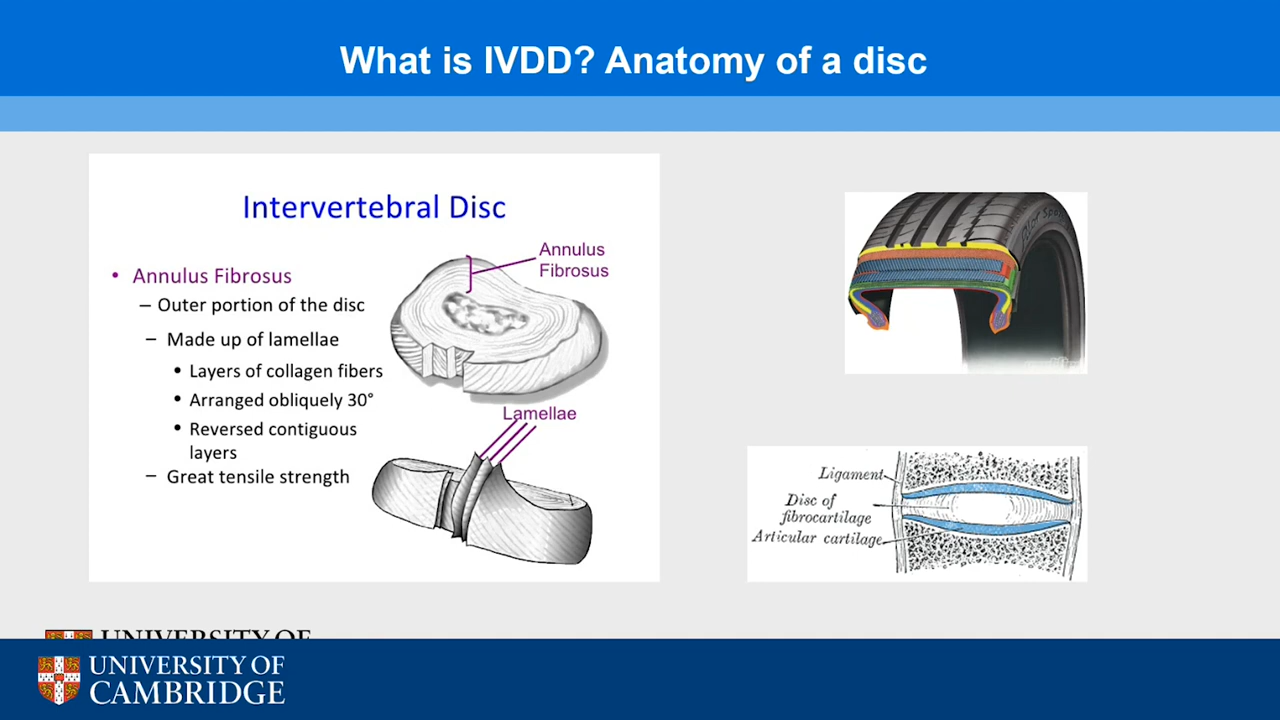 What is IVDD? Anatomy of a disc
Intervertebral Disc
• Annulus Fibrosus
– Outer portion of the disc
– Made up of lamellae
• Layers of collagen fibers
• Arranged obliquely 30°
• Reversed contiguous
layers
– Great tensile strength
Annulus
Fibrosus
Lamellae
Ligament
Disc of
fibrocartilage
Articular cartilage
UNIVERSITY OF
UNIVERSITY OF
CAMBRIDGE